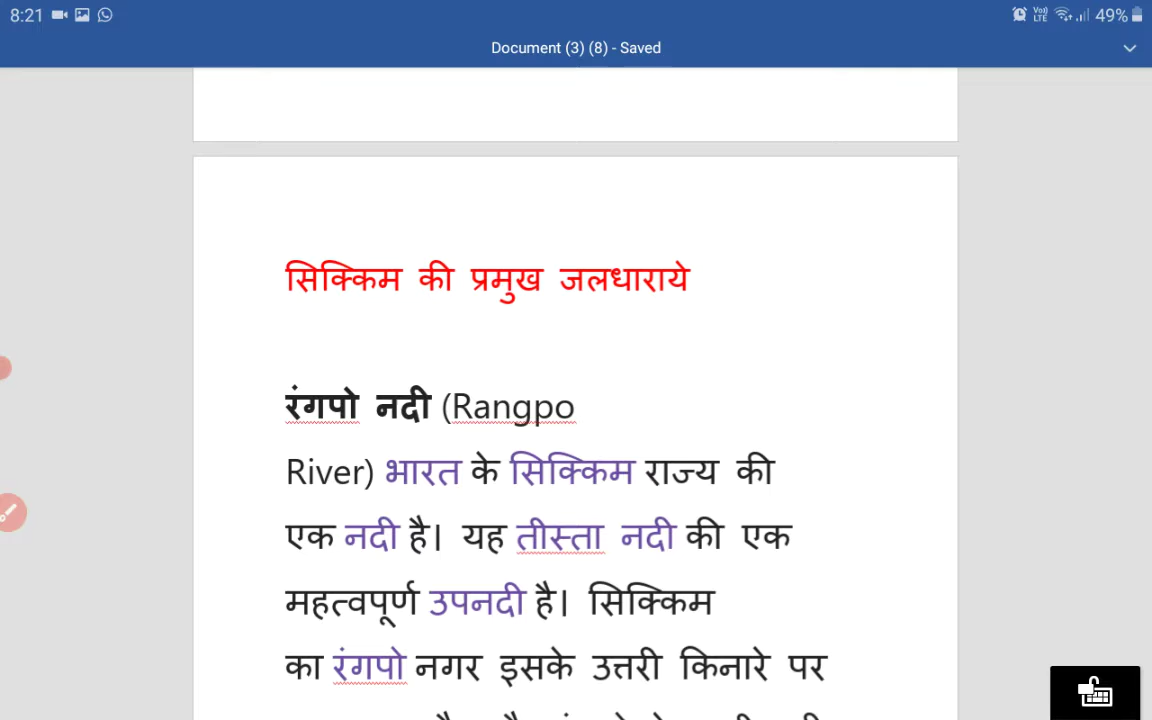 8:21
49%
Document (3) (8) - Saved
सिक्किम की प्रमुख जलधाराये
रंगपो नदी (Rangpo
River) भारत के सिक्किम राज्य की
एक नदी है। यह तीस्ता नदी की एक
महत्वपूर्ण उपनदी है। सिक्किम
का रंगपो नगर इसके उत्तरी किनारे पर